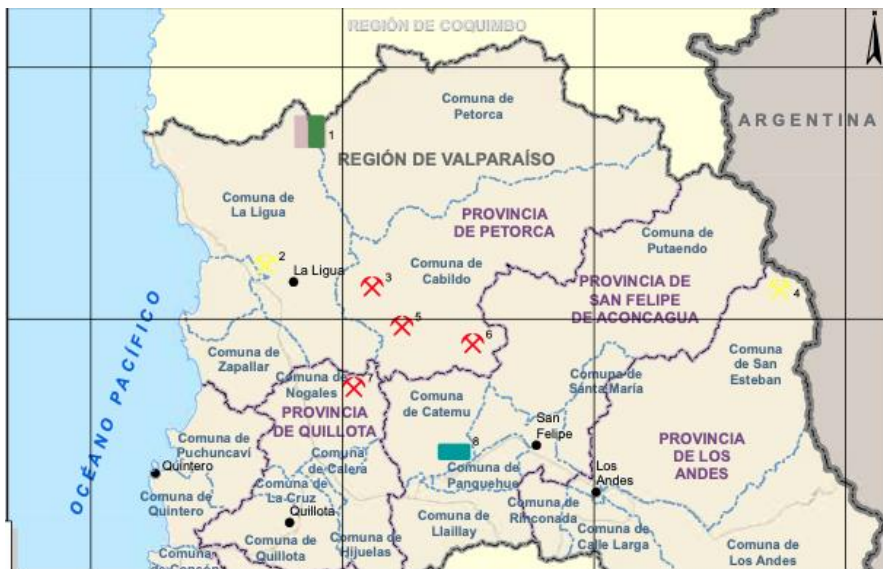 REGIÓN DE COQUIMBO
Comuna de
Petorca
ARGENTINA
1
REGIÓN DE VALPARAÍSO
Comuna de
La Ligua
PROVINCIA
DE PETORCA
Comuna de
Putaendo
2
La Ligua
Comuna de
Cabildo
3
PROVINCIA DE
SAN FELIPE
DE ACONCAGUA
4
5
6
OCÉANO PACÍFICO
Comuna de
Zapallar
Comuna de
Nogales
7
Comuna de
Santa María
Comuna
de San
Esteban
PROVINCIA
DE QUILLOTA
Comuna
de Catemu
San
Felipe
PROVINCIA
DE LOS
ANDES
Comuna de
Puchuncaví
8
Quintero
Comuna
de Calera
Comuna de
Panquehue
Los
Andes
Comuna de
Quintero
Comuna de
La Cruz
Quillota
Comuna de
Llaillay
Comuna de
Rinconada
Comuna de
Quillota
Comuna de
Hijuelas
Comuna de
Calle Larga
Comuna de
Los Andes
Comuna